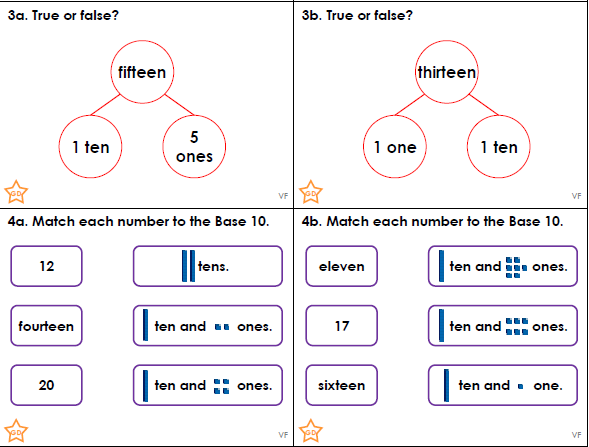 3a. True or false?
fifteen
1 ten
5
ones
GD
VF
3b. True or false?
thirteen
1 one
1 ten
GD
VF
4a. Match each number to the Base 10.
12
tens.
fourteen
ten and ones.
20
ten and ones.
GD
VF
4b. Match each number to the Base 10.
eleven
ten and ones.
17
ten and ones.
sixteen
ten and one.
GD
VF